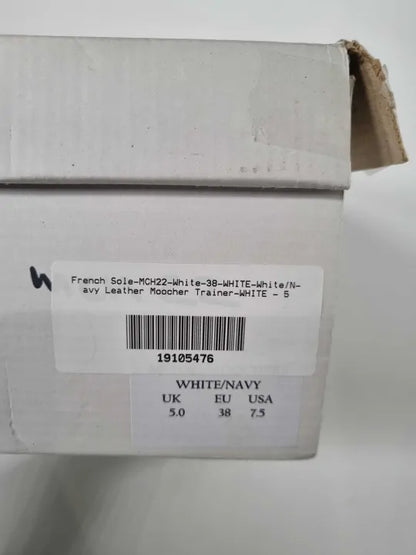 French Sole-MCH22-White-38-WHITE-White/N-
avy Leather Moocher Trainer-WHITE - 5
19105476
WHITE/NAVY
UK EU USA
5.0 38 7.5